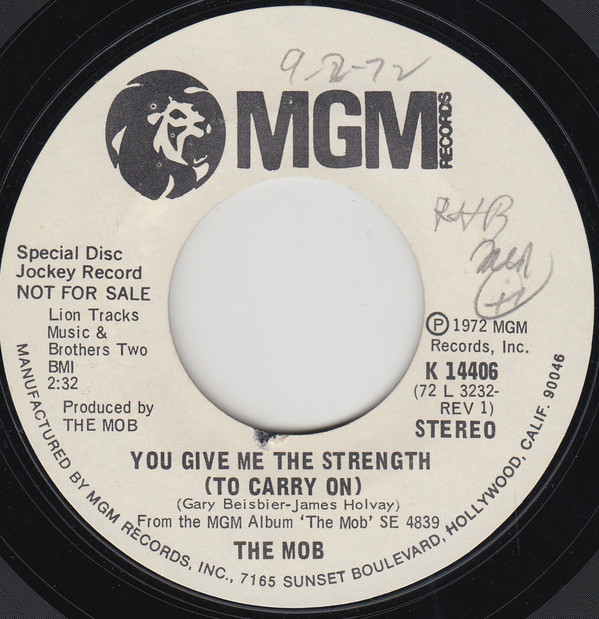 9-2-72
MGM
RECORDS
Special Disc
Jockey Record
NOT FOR SALE
Lion Tracks
Music &
Brothers Two
BMI
2:32
Produced by
THE MOB
℗ 1972 MGM
Records, Inc.
K 14406
(72 L 3232-
REV 1)
STEREO
YOU GIVE ME THE STRENGTH
(TO CARRY ON)
(Gary Beisbier-James Holvay)
From the MGM Album 'The Mob' SE 4839
THE MOB
MANUFACTURED BY MGM RECORDS, INC., 7165 SUNSET BOULEVARD, HOLLYWOOD, CALIF. 90046